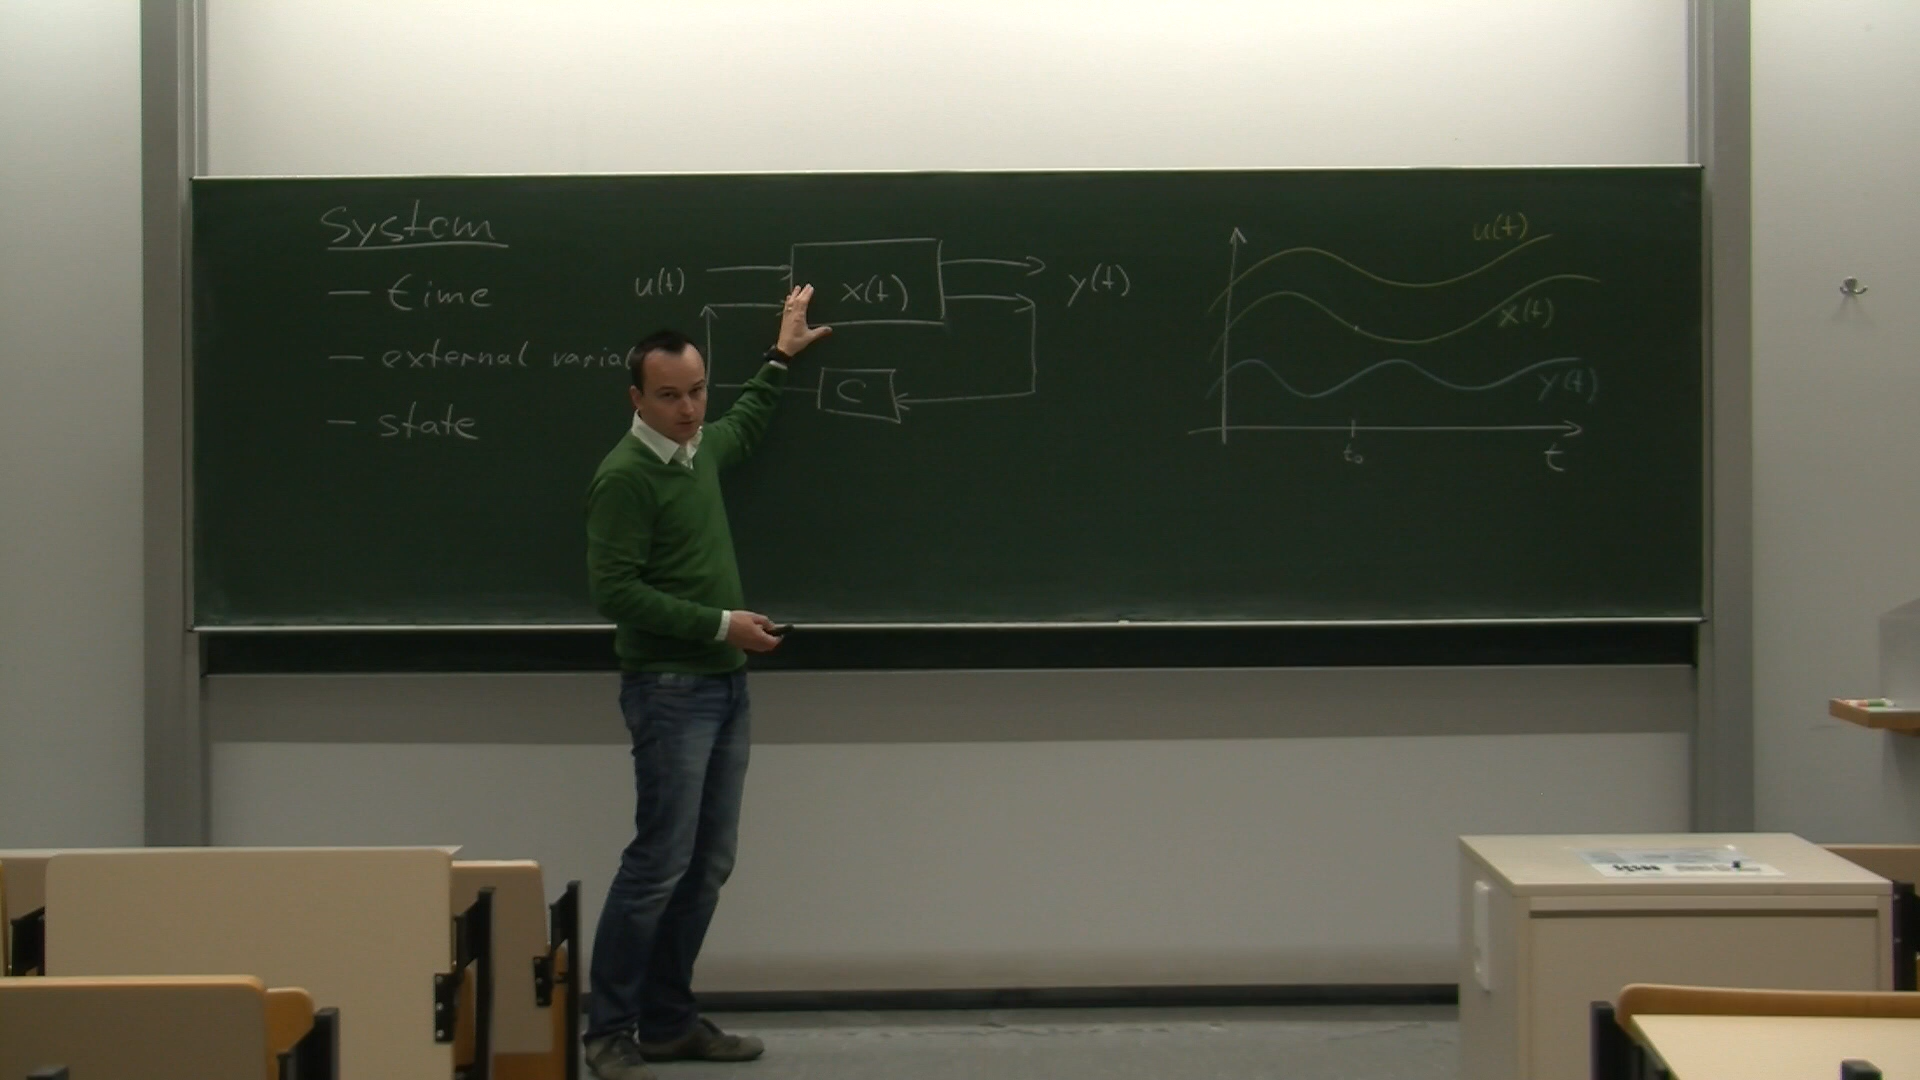 System
— time
— external varia
— state
u(t)
x(t)
y(t)
C
u(t)
x(t)
y(t)
t₀
t